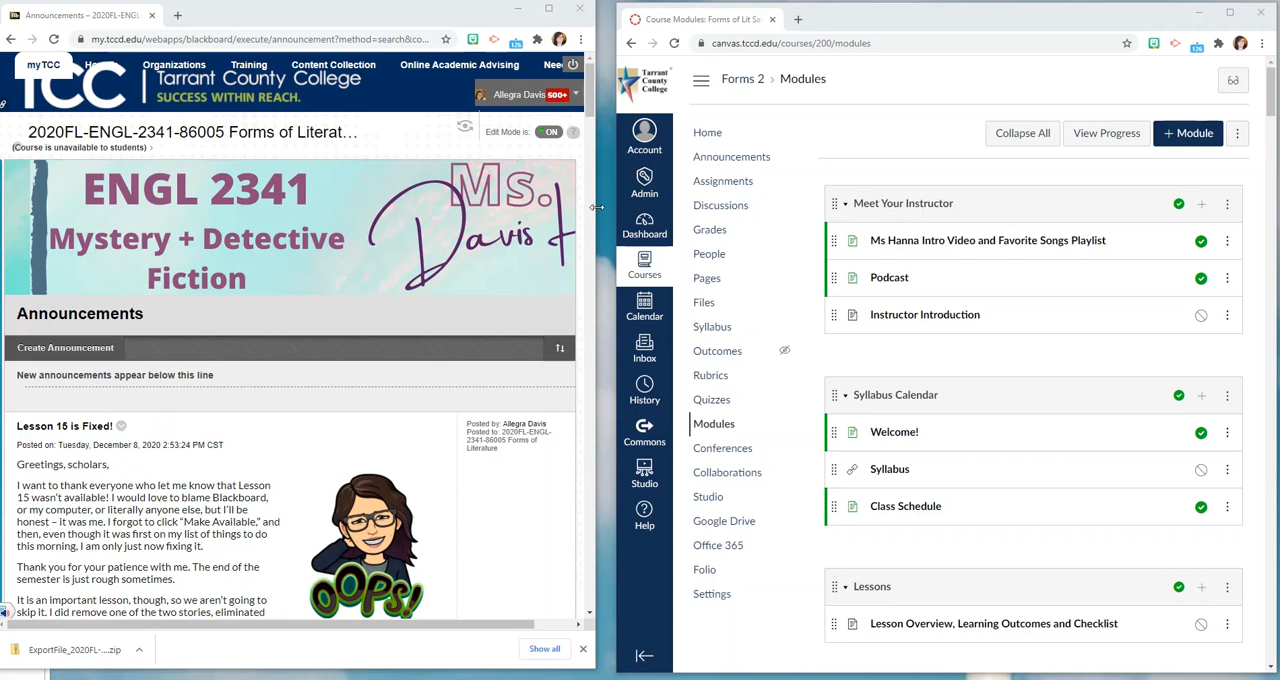 Announcements – 2020FL-ENGL-
my.tccd.edu/webapps/blackboard/execute/announcement?method=search&co...
176
myTCC
Organizations
Training
Content Collection
Online Academic Advising
TCC
Tarrant County College
SUCCESS WITHIN REACH.
Allegra Davis 500+
2020FL-ENGL-2341-86005 Forms of Literat...
(Course is unavailable to students)
Edit Mode is: ON ?
ENGL 2341
Mystery + Detective
Fiction
Ms.
Davis
Announcements
Create Announcement
New announcements appear below this line
Lesson 15 is Fixed!
Posted on: Tuesday, December 8, 2020 2:53:24 PM CST
Greetings, scholars,
I want to thank everyone who let me know that Lesson
15 wasn't available! I would love to blame Blackboard,
or my computer, or literally anyone else, but I'll be
honest – it was me. I forgot to click "Make Available," and
then, even though it was first on my list of things to do
this morning, I am only just now fixing it.
Thank you for your patience with me. The end of the
semester is just rough sometimes.
It is an important lesson, though, so we aren't going to
skip it. I did remove one of the two stories, eliminated
OOPS!
Posted by: Allegra Davis
Posted to: 2020FL-ENGL-
2341-86005 Forms of
Literature
ExportFile_2020FL-....zip
Show all
Course Modules: Forms of Lit Sa
canvas.tccd.edu/courses/200/modules
176
Tarrant
County
College
Account
Admin
Dashboard
Courses
Calendar
Inbox
History
Commons
Studio
Help
Forms 2 > Modules
Home
Announcements
Assignments
Discussions
Grades
People
Pages
Files
Syllabus
Outcomes
Rubrics
Quizzes
Modules
Conferences
Collaborations
Studio
Google Drive
Office 365
Folio
Settings
Collapse All
View Progress
+ Module
Meet Your Instructor
Ms Hanna Intro Video and Favorite Songs Playlist
Podcast
Instructor Introduction
Syllabus Calendar
Welcome!
Syllabus
Class Schedule
Lessons
Lesson Overview, Learning Outcomes and Checklist